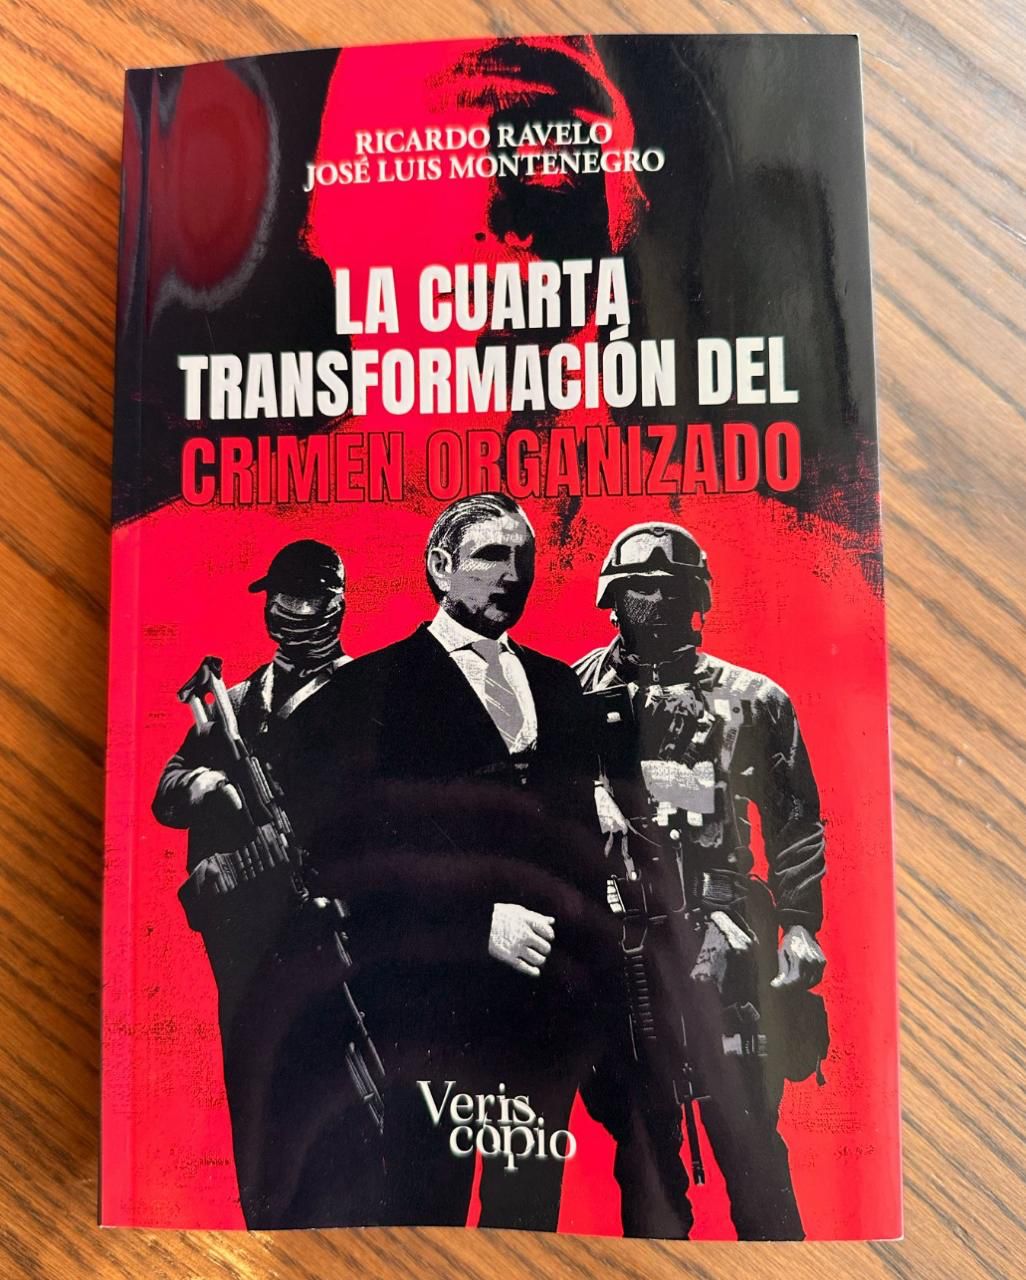 RICARDO RAVELO
JOSÉ LUIS MONTENEGRO
LA CUARTA
TRANSFORMACIÓN DEL
CRIMEN ORGANIZADO
Veris
copio